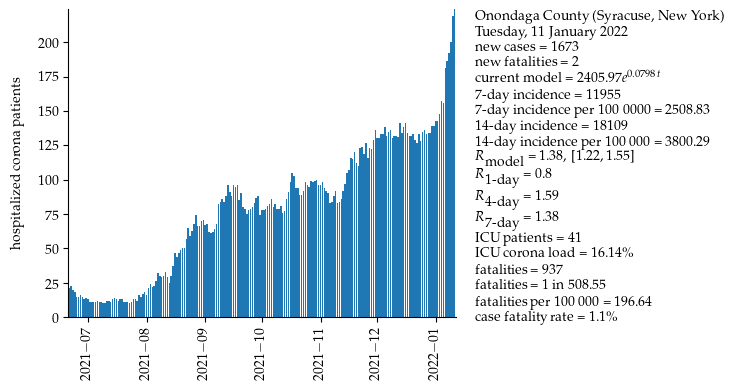 hospitalized corona patients
200
175
150
125
100
75
50
25
0
2021−07
2021−08
2021−09
2021−10
2021−11
2021−12
2022−01
Onondaga County (Syracuse, New York)
Tuesday, 11 January 2022
new cases = 1673
new fatalities = 2
current model = 2405.97e^0.0798 t
7-day incidence = 11955
7-day incidence per 100 0000 = 2508.83
14-day incidence = 18109
14-day incidence per 100 000 = 3800.29
R_model = 1.38, [1.22, 1.55]
R_1-day = 0.8
R_4-day = 1.59
R_7-day = 1.38
ICU patients = 41
ICU corona load = 16.14%
fatalities = 937
fatalities = 1 in 508.55
fatalities per 100 000 = 196.64
case fatality rate = 1.1%